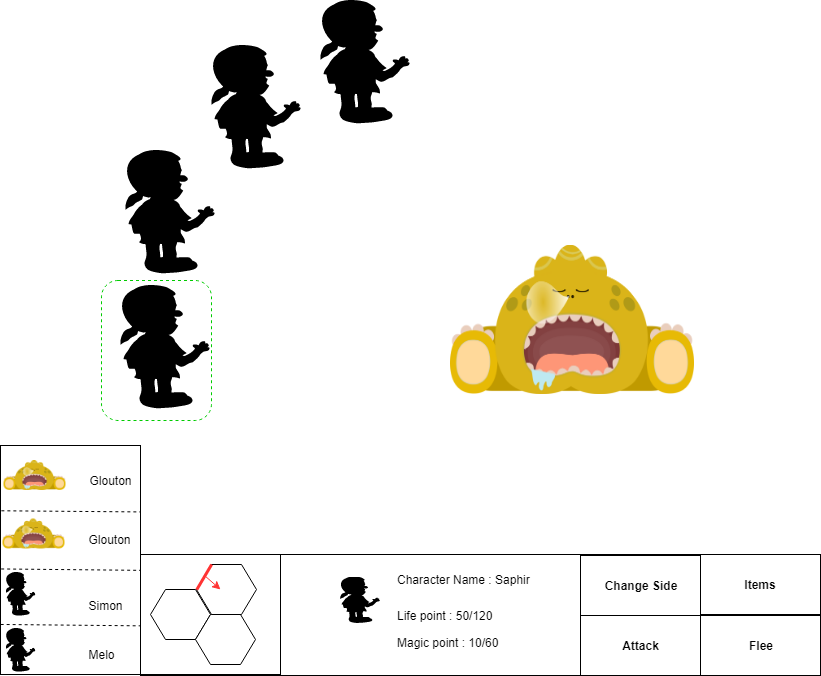 Glouton
Glouton
Simon
Melo
Character Name : Saphir
Life point : 50/120
Magic point : 10/60
Change Side
Items
Attack
Flee